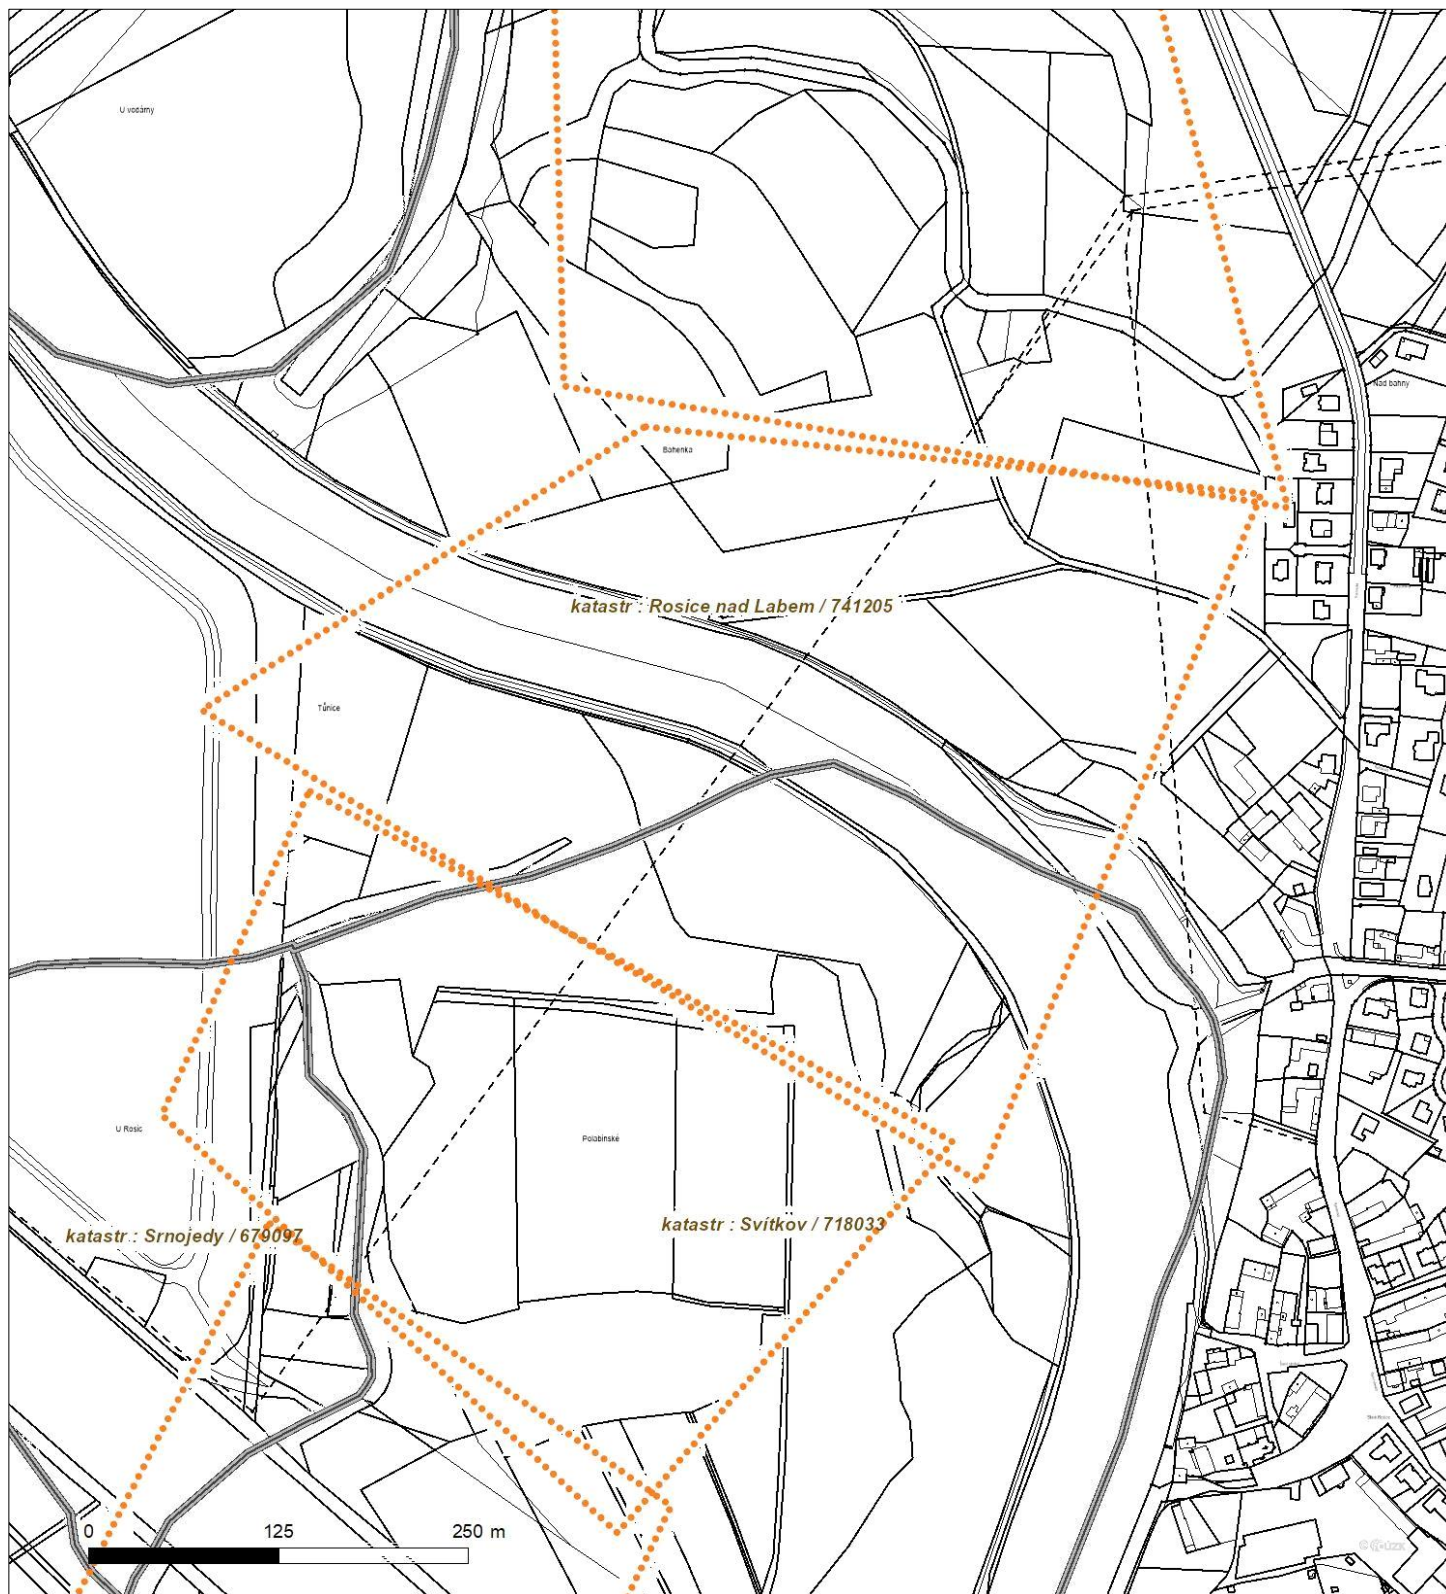 U vodárny
Nad bahny
Bahenka
katastr : Rosice nad Labem / 741205
Tůnice
U Rosic
Polabinské
katastr : Srnojedy / 679097
katastr : Svítkov / 718033
0 125 250 m